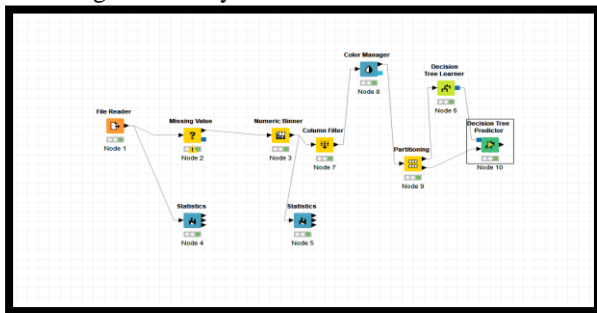 Color Manager
Node 8
Decision
Tree Learner
Node 6
File Reader
Node 1
Missing Value
?
Node 2
Numeric Binner
Node 3
Column Filter
Node 7
Partitioning
Node 9
Decision Tree
Predictor
Node 10
Statistics
Node 4
Statistics
Node 5